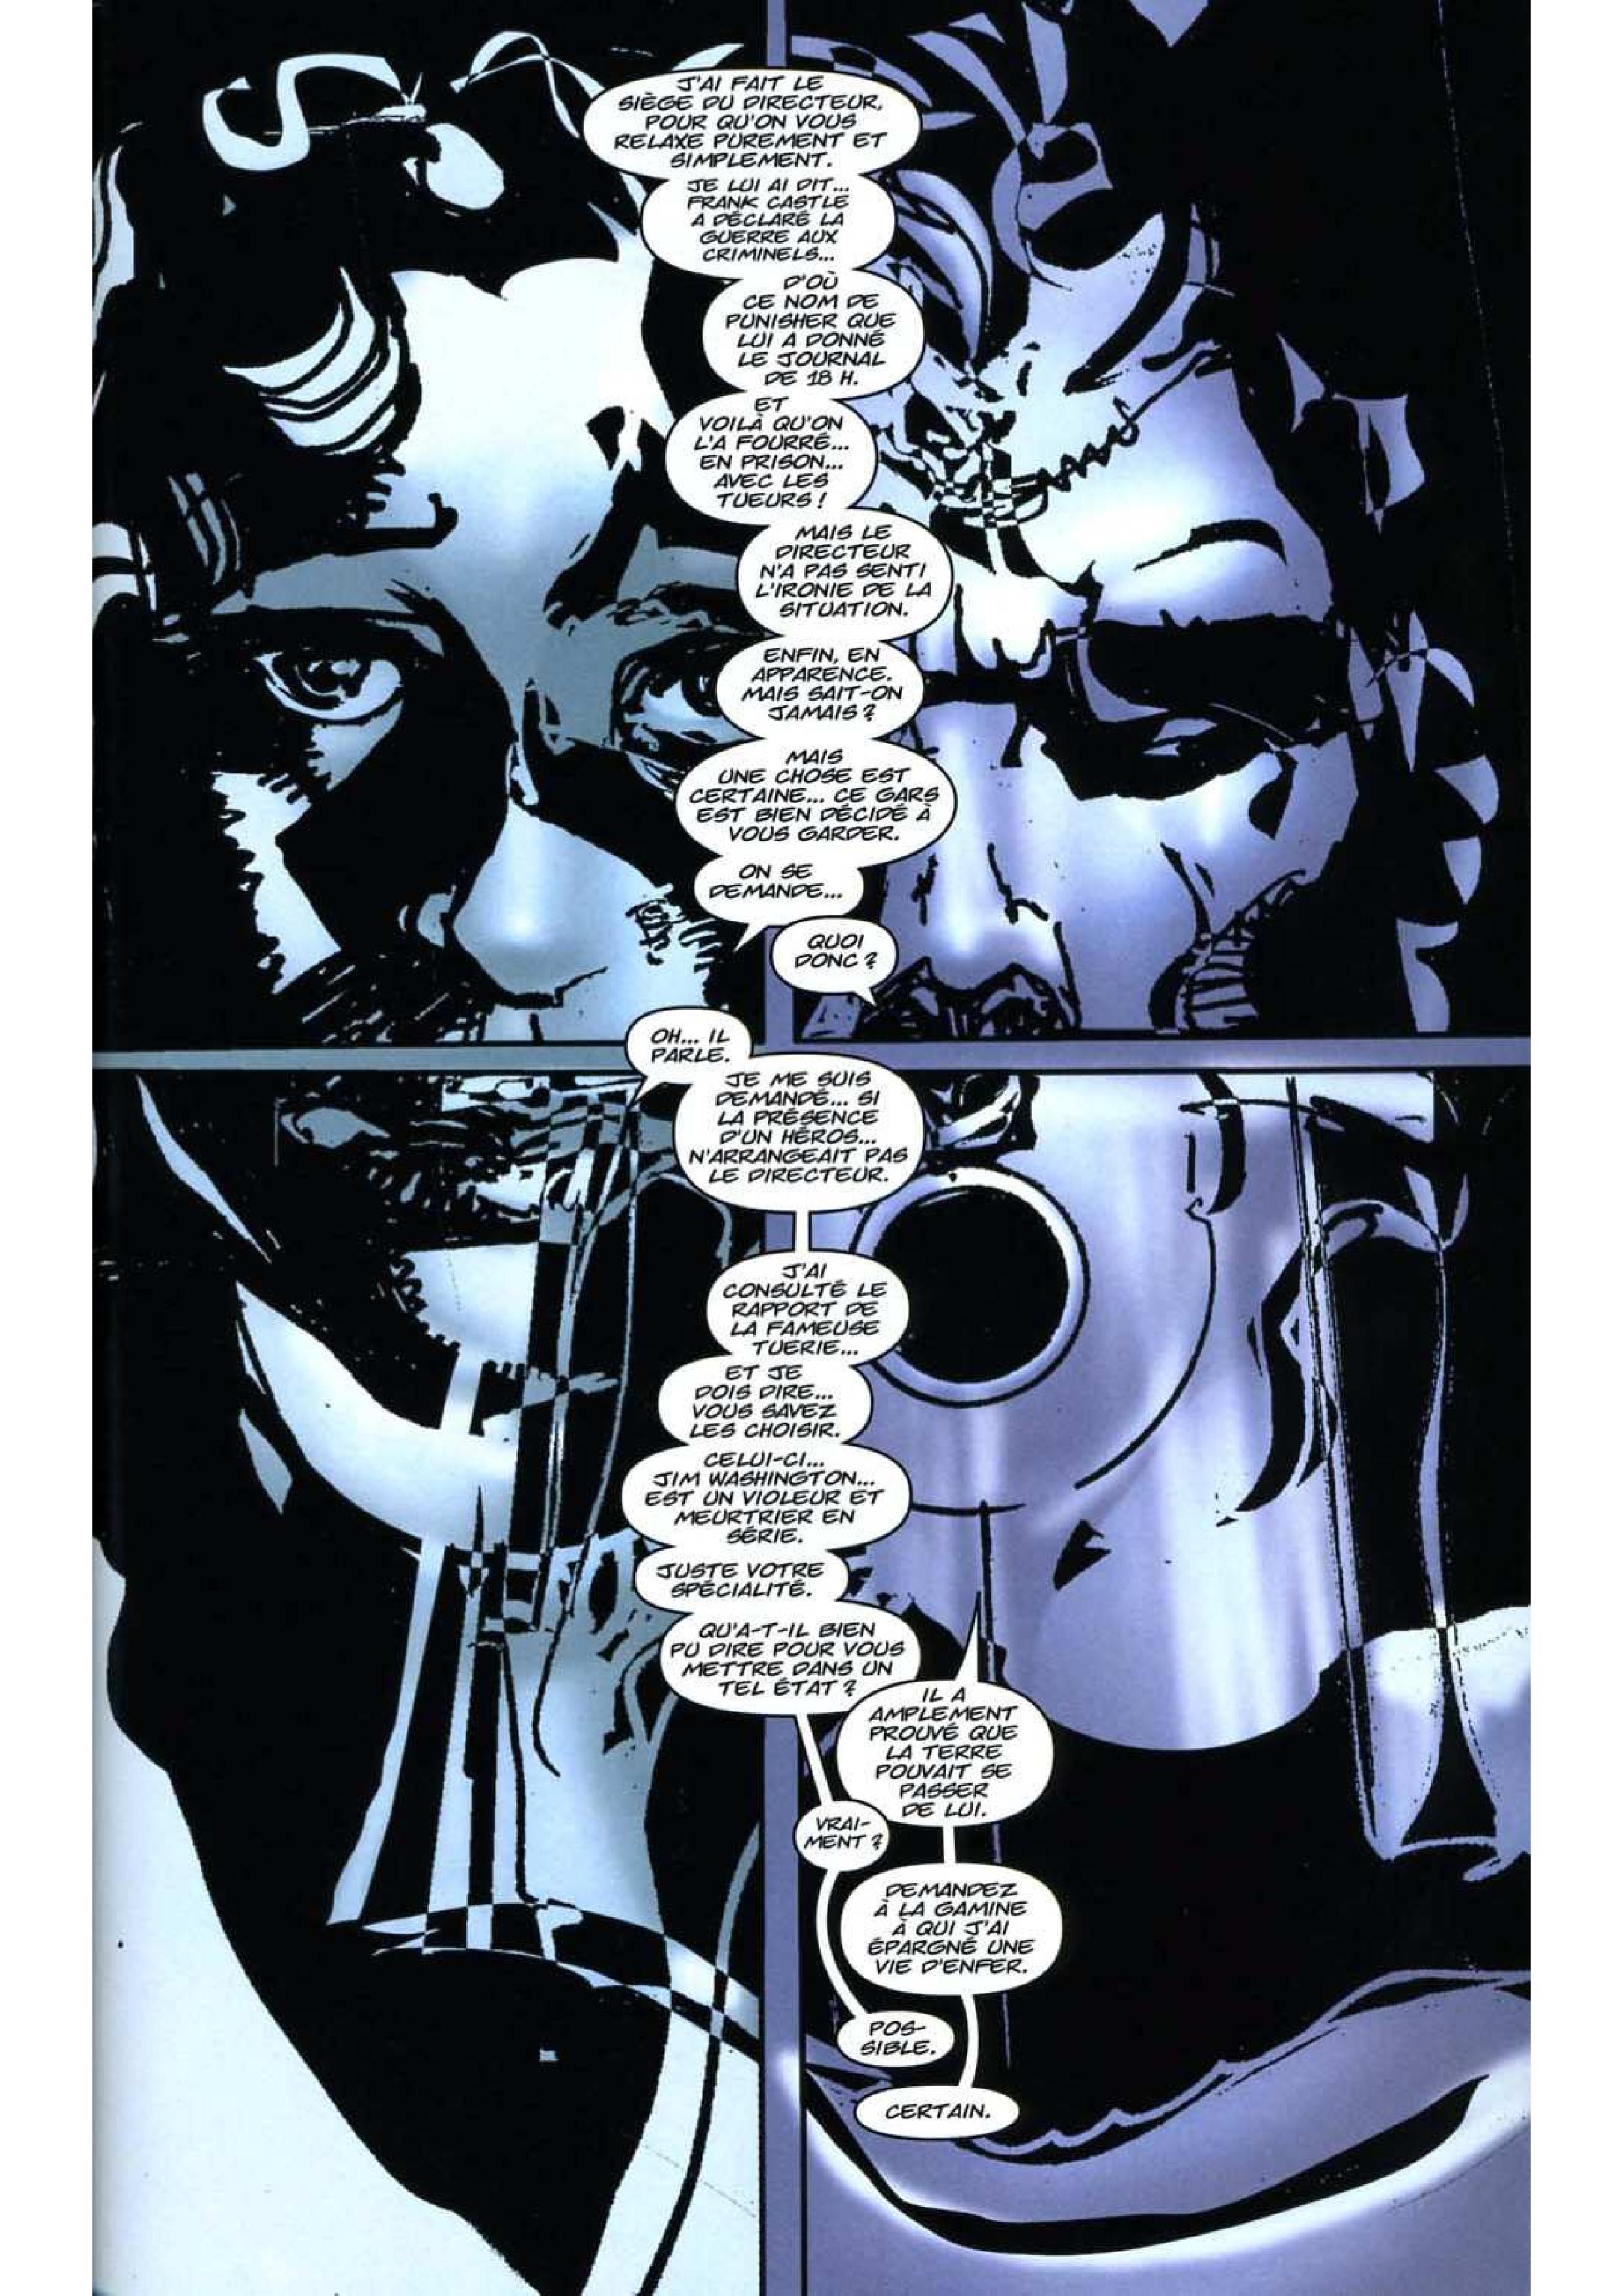 J'AI FAIT LE
SIÈGE DU DIRECTEUR,
POUR QU'ON VOUS
RELAXE PUREMENT ET
SIMPLEMENT.
JE LUI AI DIT...
FRANK CASTLE
A DÉCLARÉ LA
GUERRE AUX
CRIMINELS...
D'OÙ
CE NOM DE
PUNISHER QUE
LUI A DONNÉ
LE JOURNAL
DE 18 H.
ET
VOILÀ QU'ON
L'A FOURRÉ...
EN PRISON...
AVEC LES
TUEURS !
MAIS LE
DIRECTEUR
N'A PAS SENTI
L'IRONIE DE LA
SITUATION.
ENFIN, EN
APPARENCE.
MAIS SAIT-ON
JAMAIS ?
MAIS
UNE CHOSE EST
CERTAINE... CE GARS
EST BIEN DÉCIDÉ À
VOUS GARDER.
ON SE
DEMANDE...
QUOI
DONC ?
OH... IL
PARLE.
JE ME SUIS
DEMANDÉ... SI
LA PRÉSENCE
D'UN HÉROS...
N'ARRANGEAIT PAS
LE DIRECTEUR.
J'AI
CONSULTÉ LE
RAPPORT DE
LA FAMEUSE
TUERIE...
ET JE
DOIS DIRE...
VOUS SAVEZ
LES CHOISIR.
CELUI-CI...
JIM WASHINGTON...
EST UN VIOLEUR ET
MEURTRIER EN
SÉRIE.
JUSTE VOTRE
SPÉCIALITÉ.
QU'A-T-IL BIEN
PU DIRE POUR VOUS
METTRE DANS UN
TEL ÉTAT ?
IL A
AMPLEMENT
PROUVÉ QUE
LA TERRE
POUVAIT SE
PASSER
DE LUI.
VRAI-
MENT ?
DEMANDEZ
À LA GAMINE
À QUI J'AI
ÉPARGNÉ UNE
VIE D'ENFER.
POS-
SIBLE.
CERTAIN.